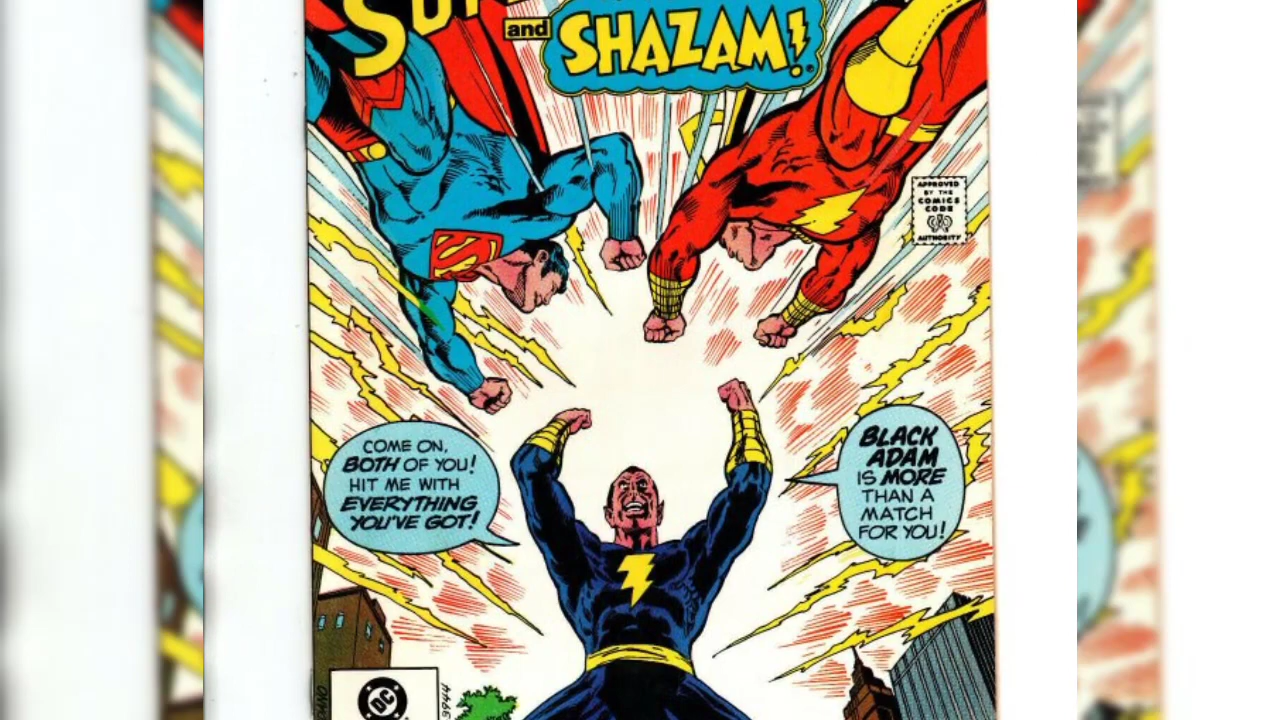 and
SHAZAM!
APPROVED
BY THE
COMICS
CODE
AUTHORITY
COME ON,
BOTH OF YOU!
HIT ME WITH
EVERYTHING
YOU'VE GOT!
BLACK
ADAM
IS MORE
THAN A
MATCH
FOR YOU!
DC